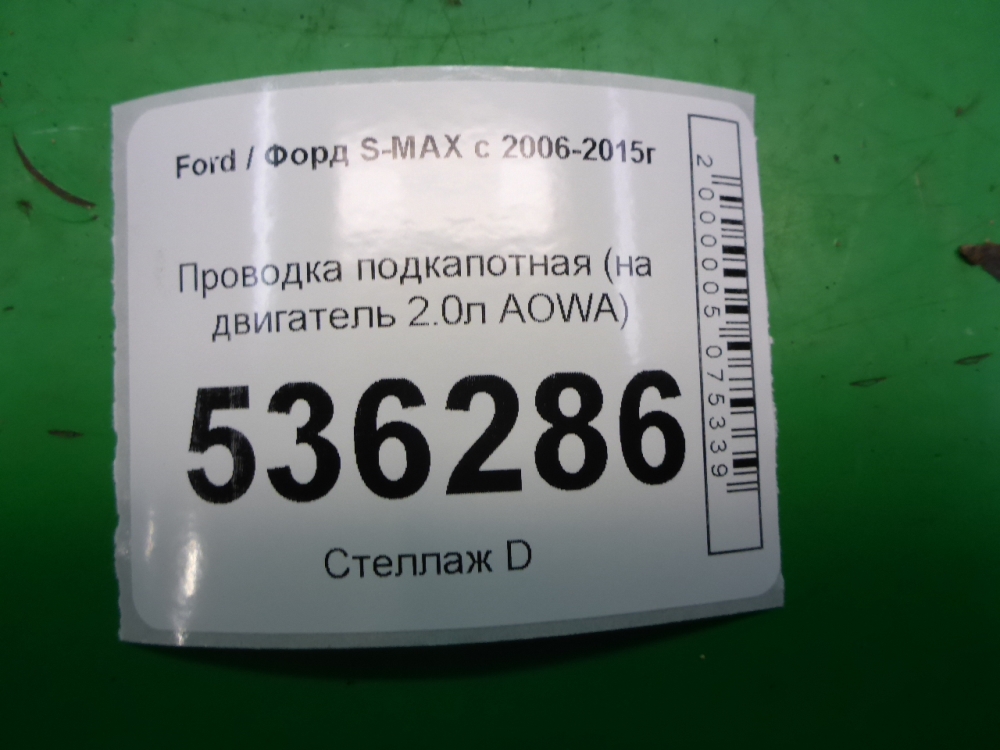 Ford / Форд S-MAX с 2006-2015г
Проводка подкапотная (на
двигатель 2.0л AOWA)
536286
Стеллаж D
2000005075339